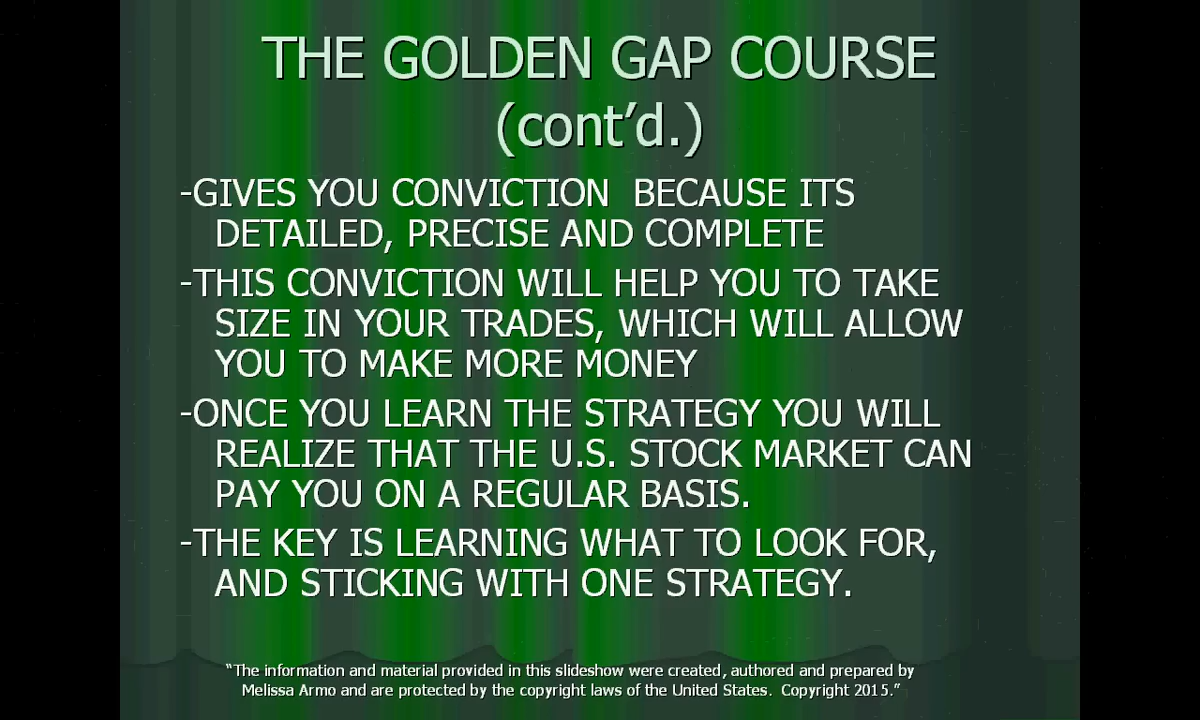 THE GOLDEN GAP COURSE
(cont’d.)
-GIVES YOU CONVICTION  BECAUSE ITS
DETAILED, PRECISE AND COMPLETE
-THIS CONVICTION WILL HELP YOU TO TAKE
SIZE IN YOUR TRADES, WHICH WILL ALLOW
YOU TO MAKE MORE MONEY
-ONCE YOU LEARN THE STRATEGY YOU WILL
REALIZE THAT THE U.S. STOCK MARKET CAN
PAY YOU ON A REGULAR BASIS.
-THE KEY IS LEARNING WHAT TO LOOK FOR,
AND STICKING WITH ONE STRATEGY.
“The information and material provided in this slideshow were created, authored and prepared by
Melissa Armo and are protected by the copyright laws of the United States.  Copyright 2015.”